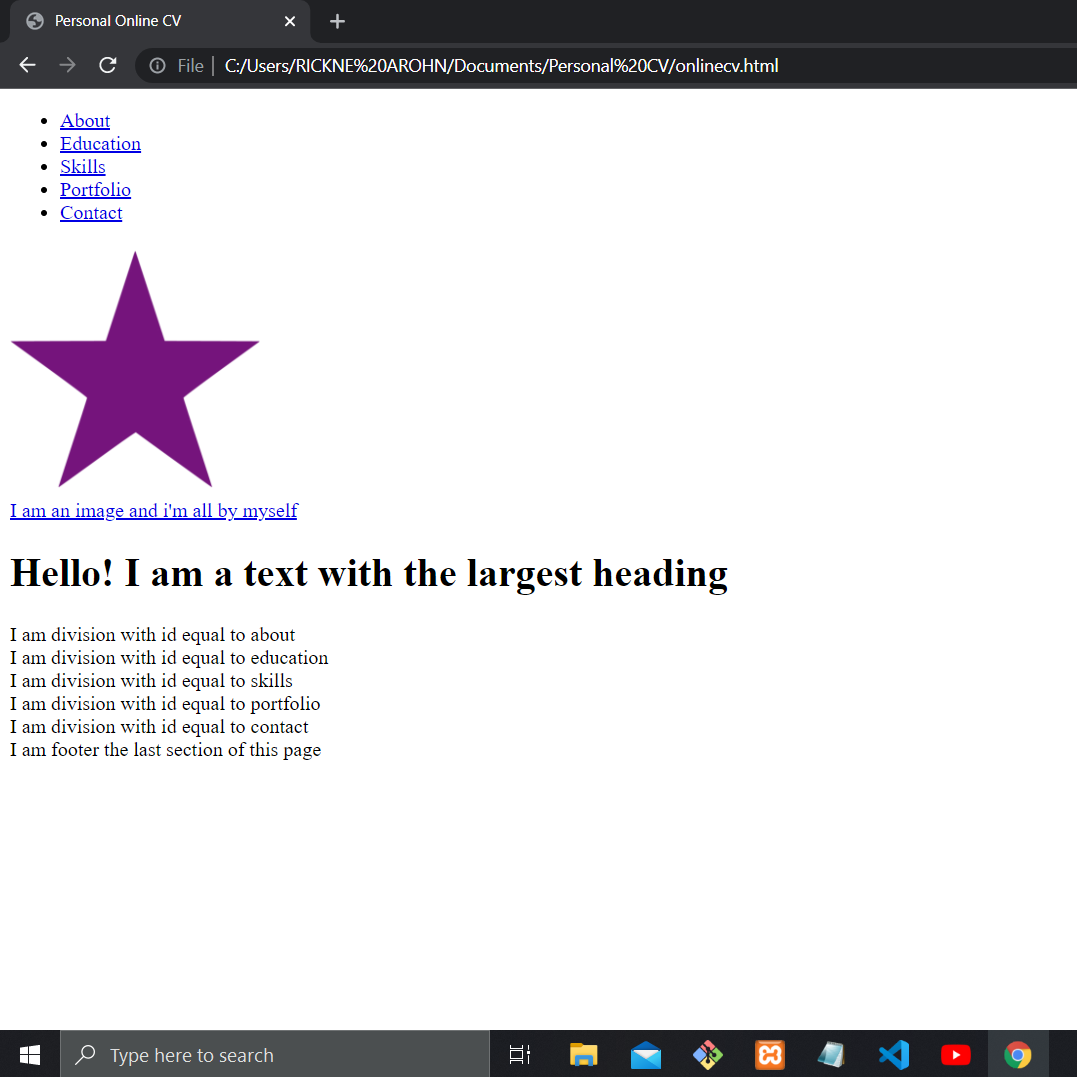 Personal Online CV
File | C:/Users/RICKNE%20AROHN/Documents/Personal%20CV/onlinecv.html
About
Education
Skills
Portfolio
Contact
I am an image and i'm all by myself
Hello! I am a text with the largest heading
I am division with id equal to about
I am division with id equal to education
I am division with id equal to skills
I am division with id equal to portfolio
I am division with id equal to contact
I am footer the last section of this page
Type here to search